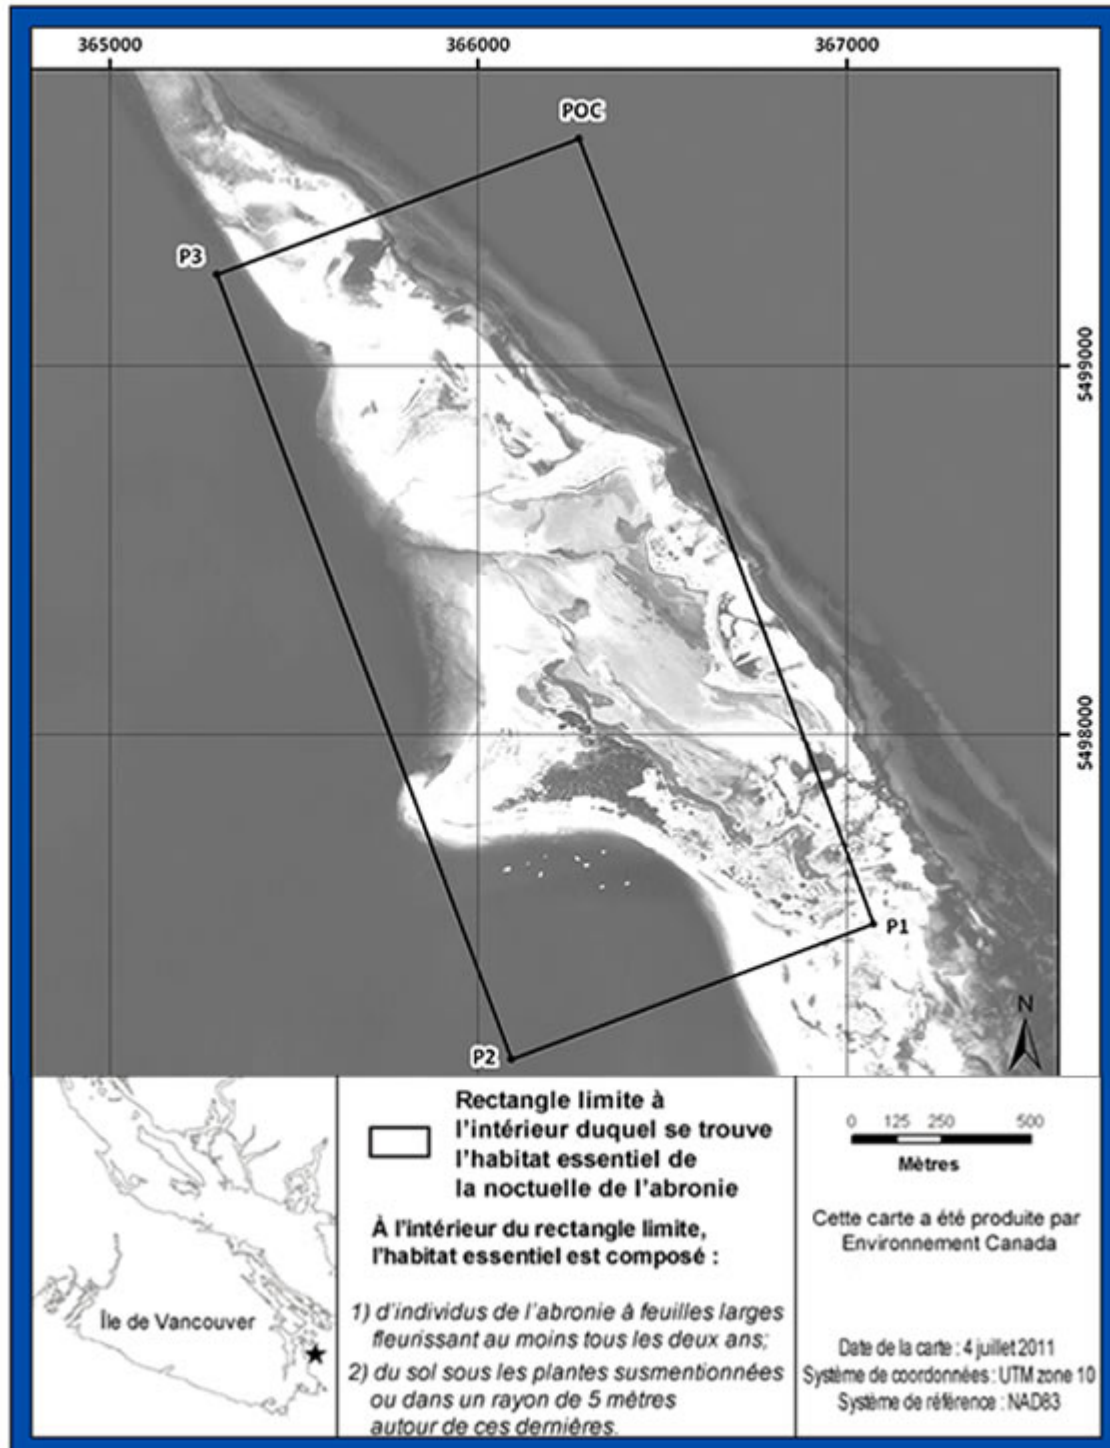 365000 366000 367000
POC
P3
5499000
5498000
P1
N
P2
Rectangle limite à
l'intérieur duquel se trouve
l'habitat essentiel de
la noctuelle de l'abronie
À l'intérieur du rectangle limite,
l'habitat essentiel est composé :
1) d'individus de l'abronie à feuilles larges
fleurissant au moins tous les deux ans;
2) du sol sous les plantes susmentionnées
ou dans un rayon de 5 mètres
autour de ces dernières.
Île de Vancouver
0 125 250 500
Mètres
Cette carte a été produite par
Environnement Canada
Date de la carte : 4 juillet 2011
Système de coordonnées : UTM zone 10
Système de référence : NAD83